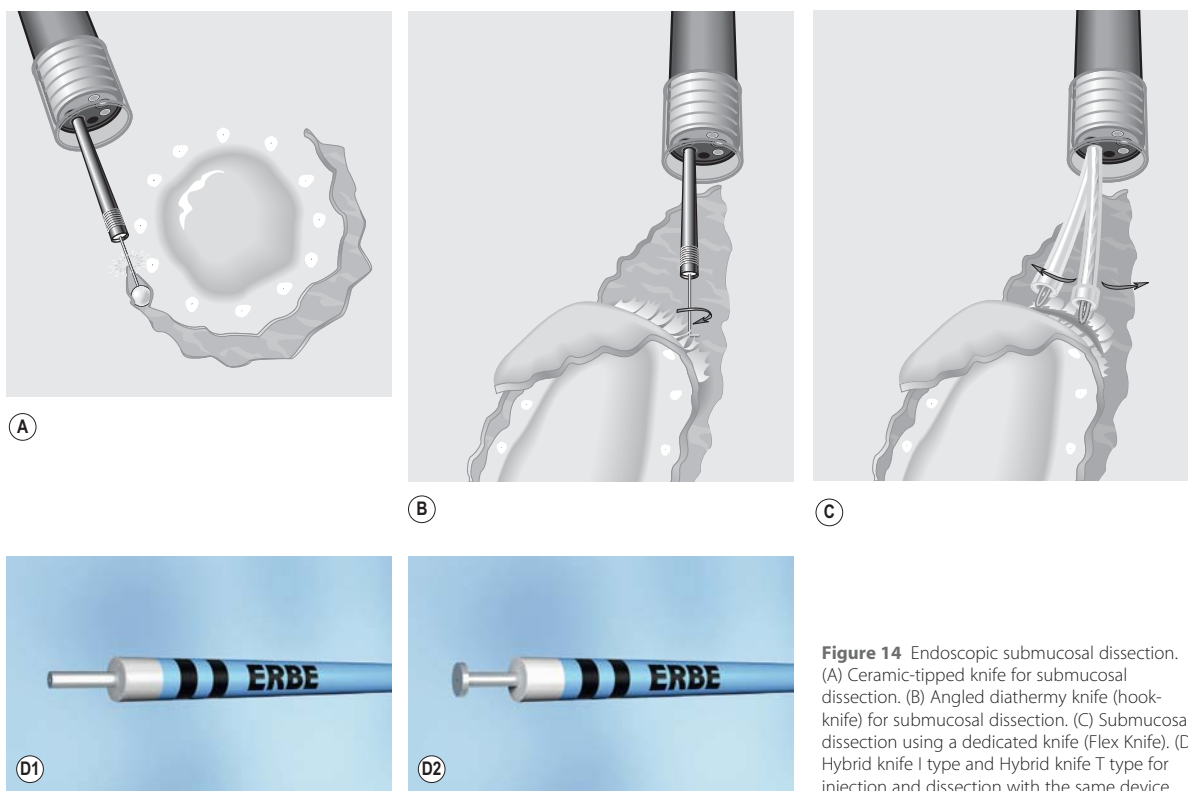 A
B
C
ERBE
D1
ERBE
D2
Figure 14 Endoscopic submucosal dissection.
(A) Ceramic-tipped knife for submucosal
dissection. (B) Angled diathermy knife (hook-
knife) for submucosal dissection. (C) Submucosa
dissection using a dedicated knife (Flex Knife). (D
Hybrid knife I type and Hybrid knife T type for
injection and dissection with the same device